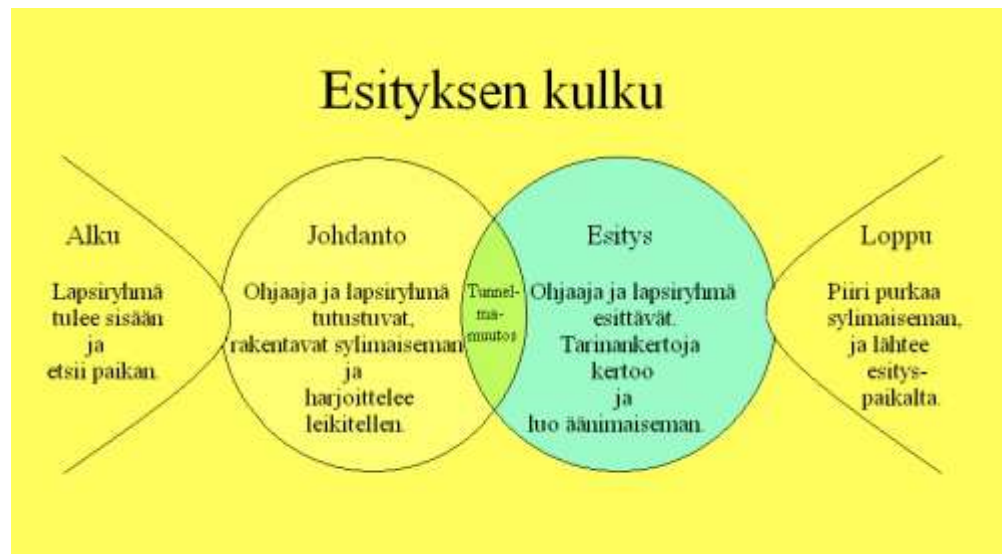 Esityksen kulku
Alku
Lapsiryhmä
tulee sisään
ja
etsii paikan.
Johdanto
Ohjaaja ja lapsiryhmä
tutustuvat,
rakentavat sylimaiseman
ja
harjoittelee
leikitellen.
Tunnel-
ma-
muutos
Esitys
Ohjaaja ja lapsiryhmä
esittävät.
Tarinankertoja
kertoo
ja
luo äänimaiseman.
Loppu
Piiri purkaa
sylimaiseman,
ja lähtee
esitys-
paikalta.